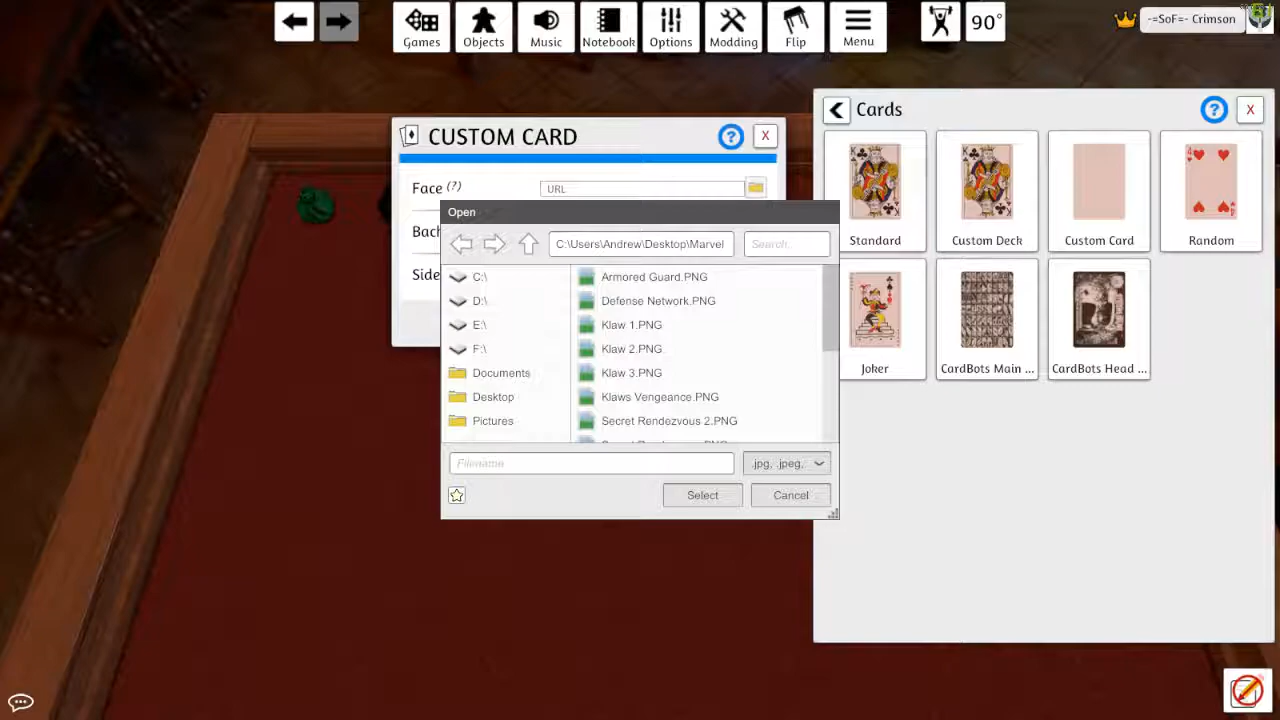 Games
Objects
Music
Notebook
Options
Modding
Flip
Menu
90°
-=SoF=- Crimson
CUSTOM CARD
?
X
Face (?)
URL
Back
Side
Open
C:\Users\Andrew\Desktop\Marvel
Search...
C:\
D:\
E:\
F:\
Documents
Desktop
Pictures
Armored Guard.PNG
Defense Network.PNG
Klaw 1.PNG
Klaw 2.PNG
Klaw 3.PNG
Klaws Vengeance.PNG
Secret Rendezvous 2.PNG
Filename
.jpg, .jpeg,
Select
Cancel
Cards
?
X
Standard
Custom Deck
Custom Card
Random
Joker
CardBots Main ...
CardBots Head ...